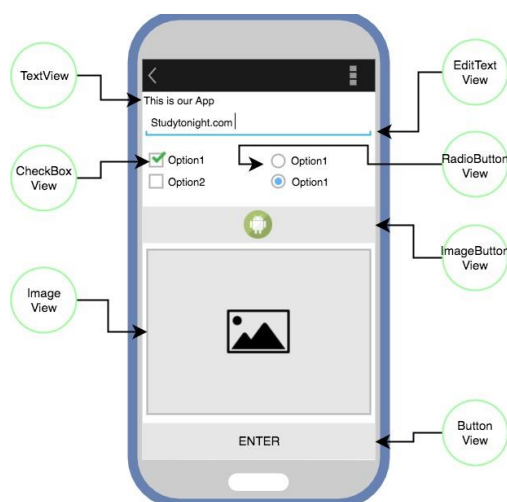 TextView
This is our App
EditText
View
Studytonight.com
CheckBox
View
Option1
Option1
RadioButton
View
Option2
Option1
ImageButton
View
Image
View
ENTER
Button
View